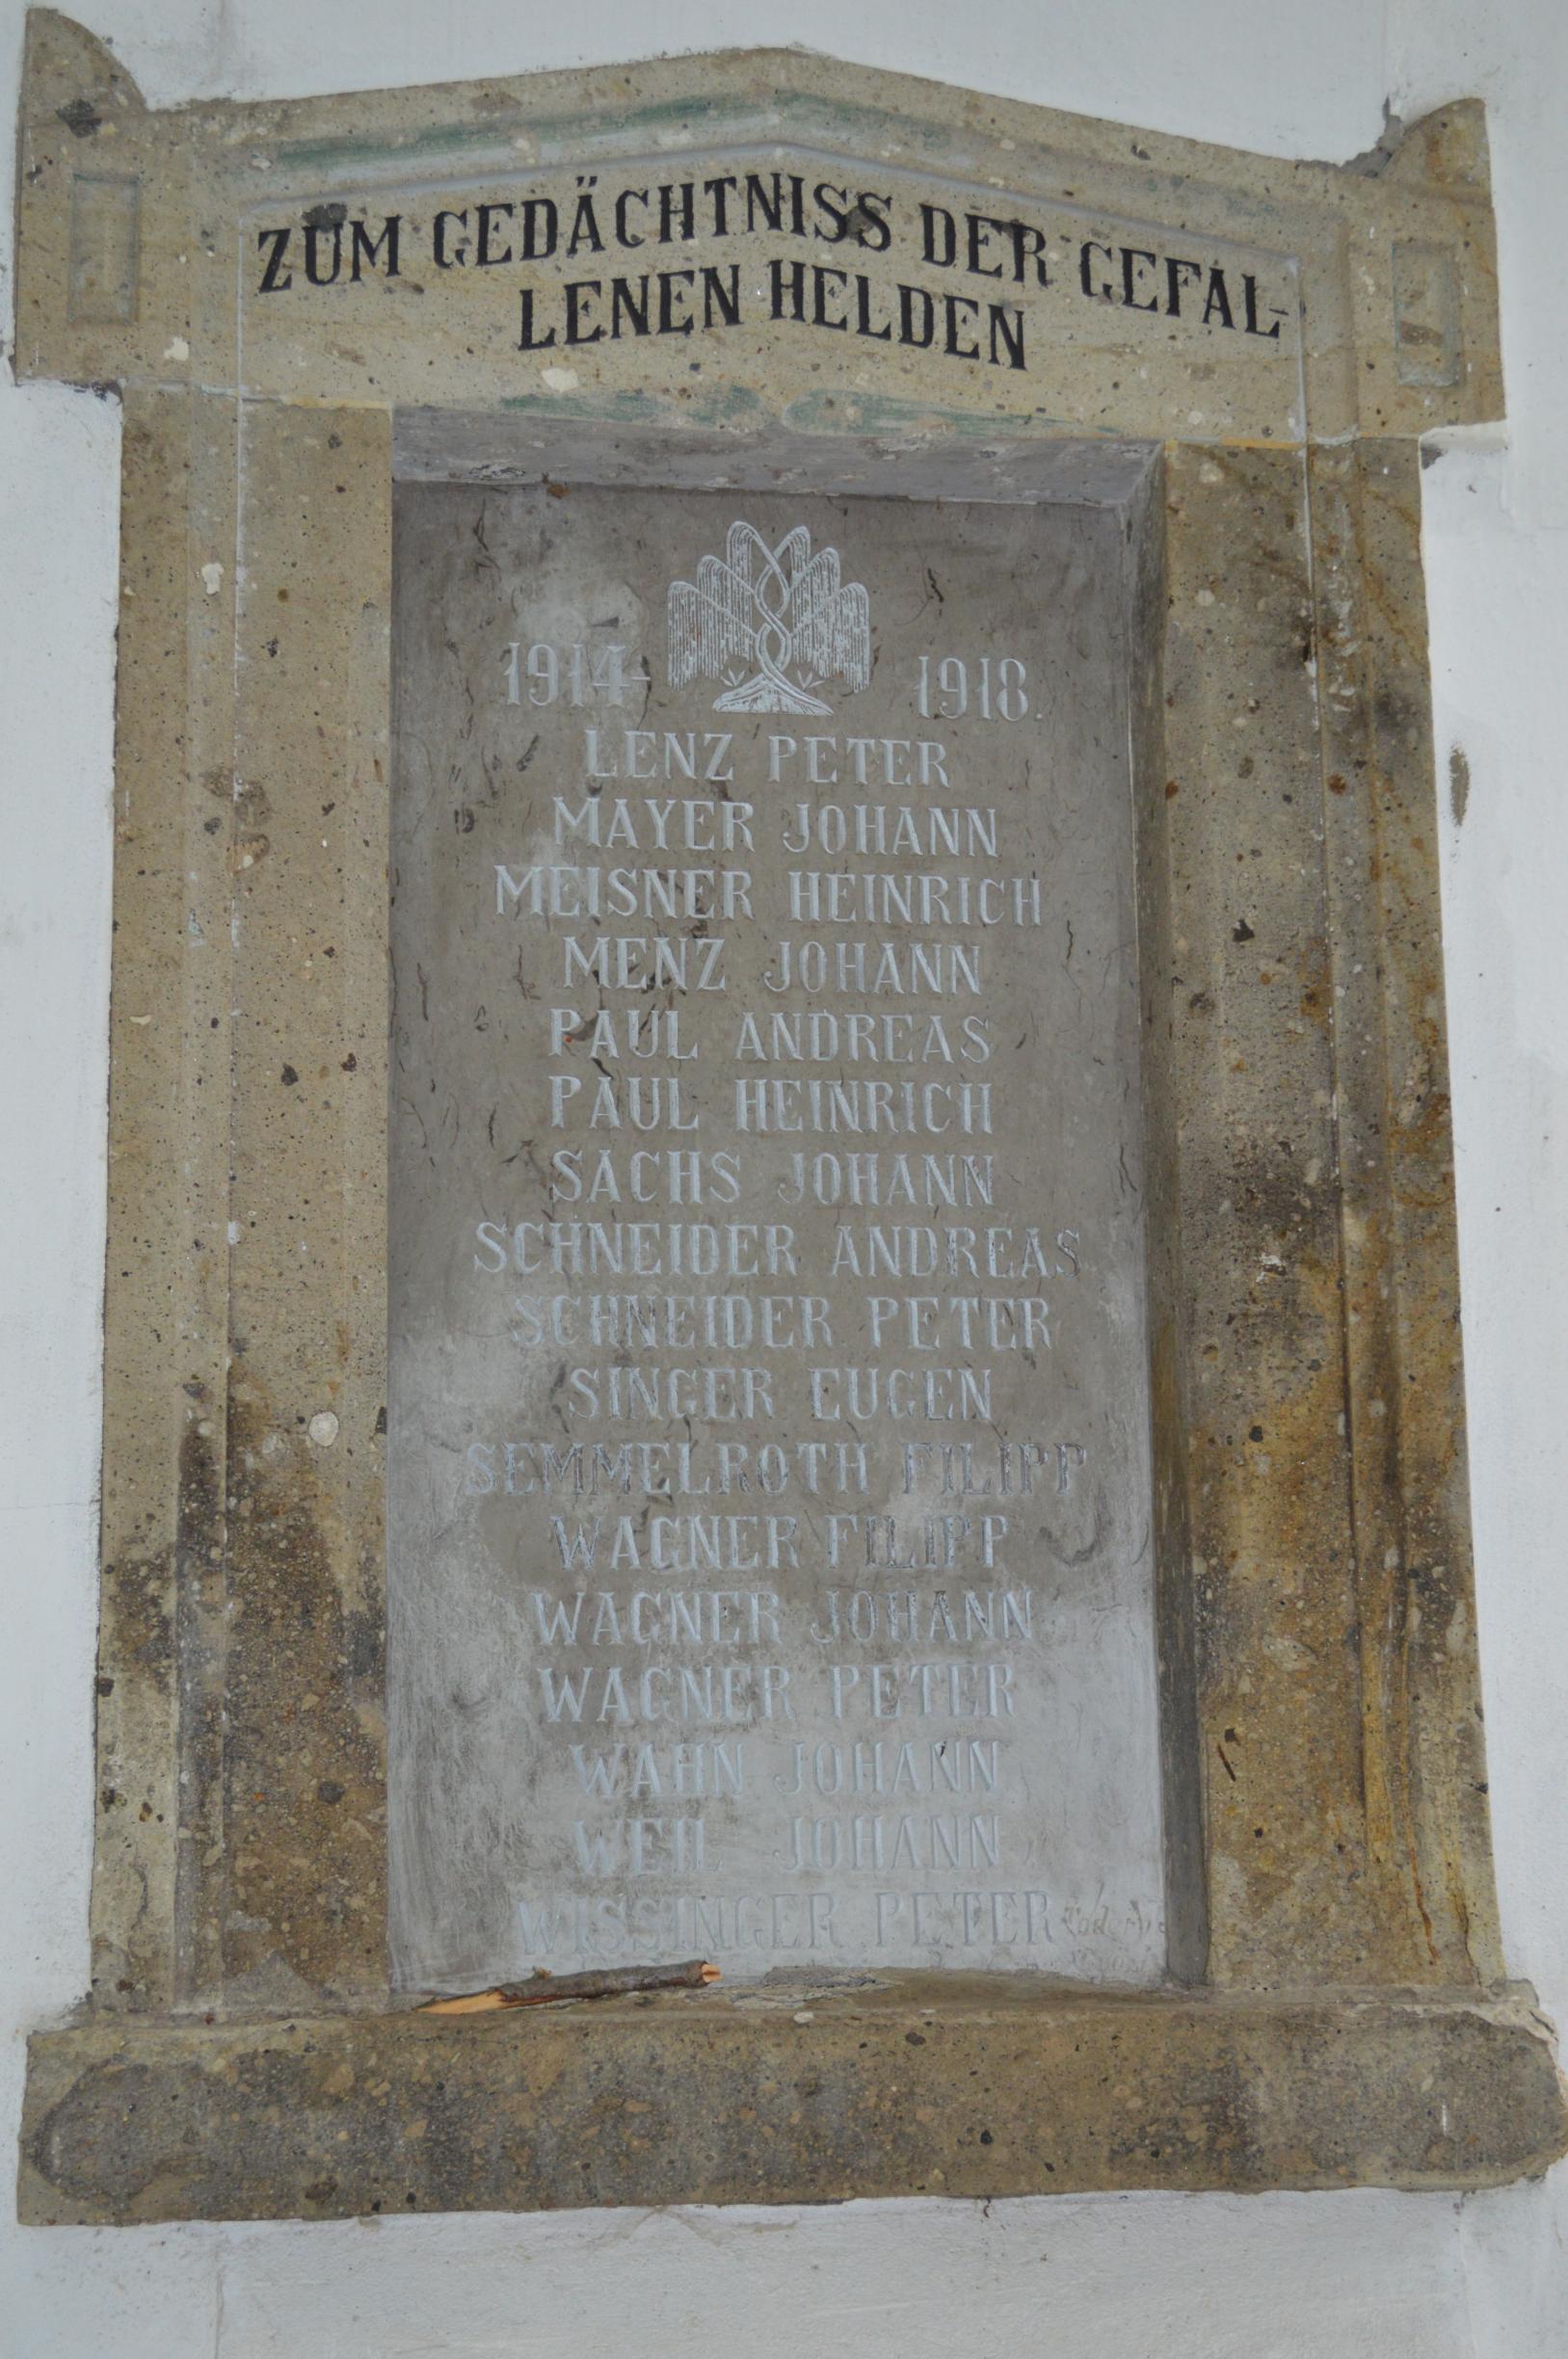 ZUM GEDÄCHTNISS DER GEFAL-
LENEN HELDEN
1914- 1918.
LENZ PETER
MAYER JOHANN
MEISNER HEINRICH
MENZ JOHANN
PAUL ANDREAS
PAUL HEINRICH
SACHS JOHANN
SCHNEIDER ANDREAS
SCHNEIDER PETER
SINGER EUGEN
SEMMELROTH FILIPP
WAGNER FILIPP
WAGNER JOHANN
WAGNER PETER
WAHN JOHANN
WEIL JOHANN
WISSINGER PETER